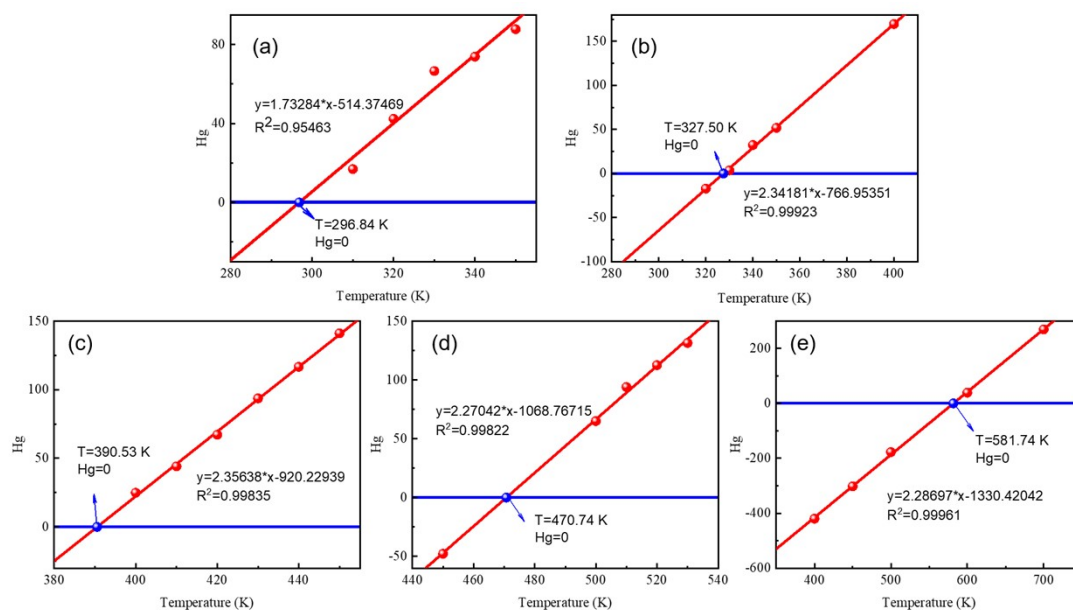 (a)
80
40
0
Hg
y=1.73284*x-514.37469
R2=0.95463
T=296.84 K
Hg=0
280 300 320 340
Temperature (K)
(b)
150
100
50
0
-50
-100
Hg
T=327.50 K
Hg=0
y=2.34181*x-766.95351
R2=0.99923
280 300 320 340 360 380 400
Temperature (K)
(c)
150
100
50
0
Hg
T=390.53 K
Hg=0
y=2.35638*x-920.22939
R2=0.99835
380 400 420 440
Temperature (K)
(d)
150
100
50
0
-50
Hg
y=2.27042*x-1068.76715
R2=0.99822
T=470.74 K
Hg=0
440 460 480 500 520 540
Temperature (K)
(e)
200
0
-200
-400
-600
Hg
T=581.74 K
Hg=0
y=2.28697*x-1330.42042
R2=0.99961
400 500 600 700
Temperature (K)